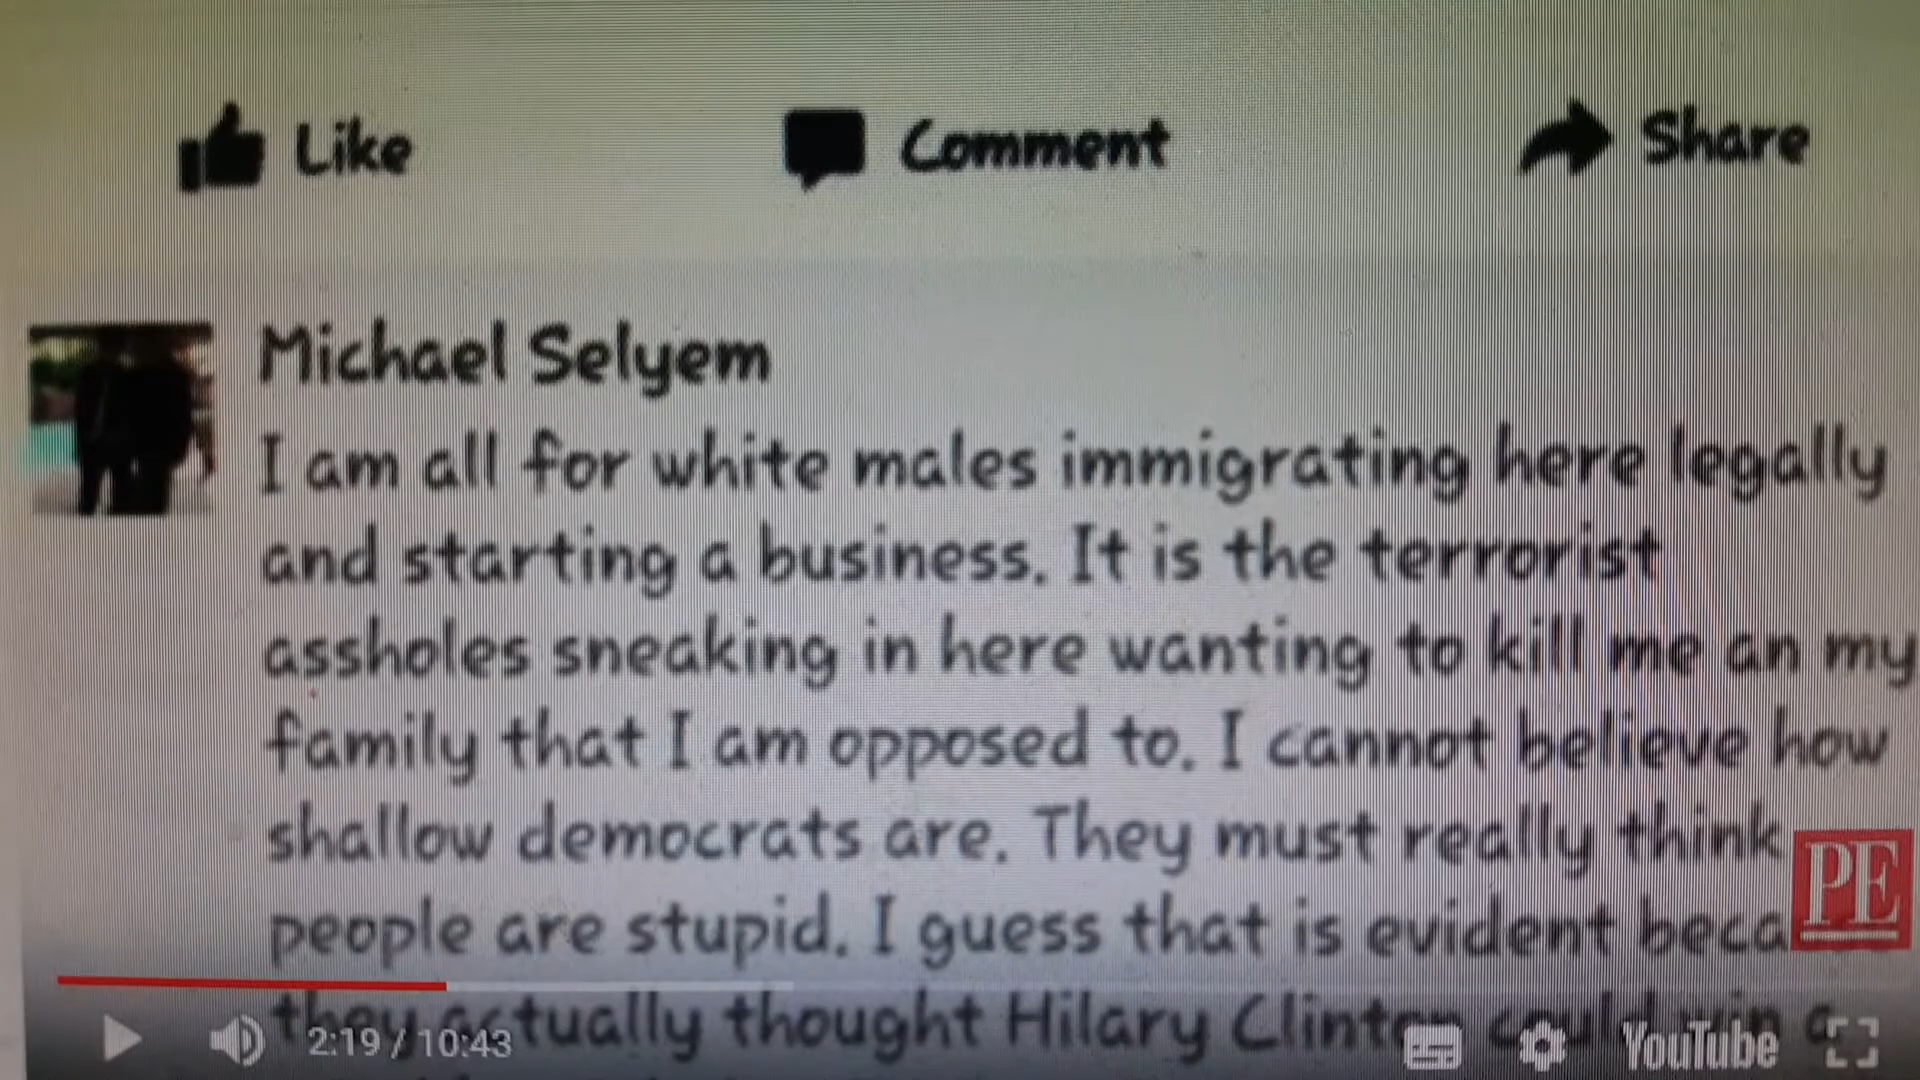 Like Comment Share
Michael Selyem
I am all for white males immigrating here legally
and starting a business. It is the terrorist
assholes sneaking in here wanting to kill me an my
family that I am opposed to. I cannot believe how
shallow democrats are. They must really think
PE
people are stupid. I guess that is evident beca
they actually thought Hilary Clinton could win a
2:19 / 10:43
YouTube